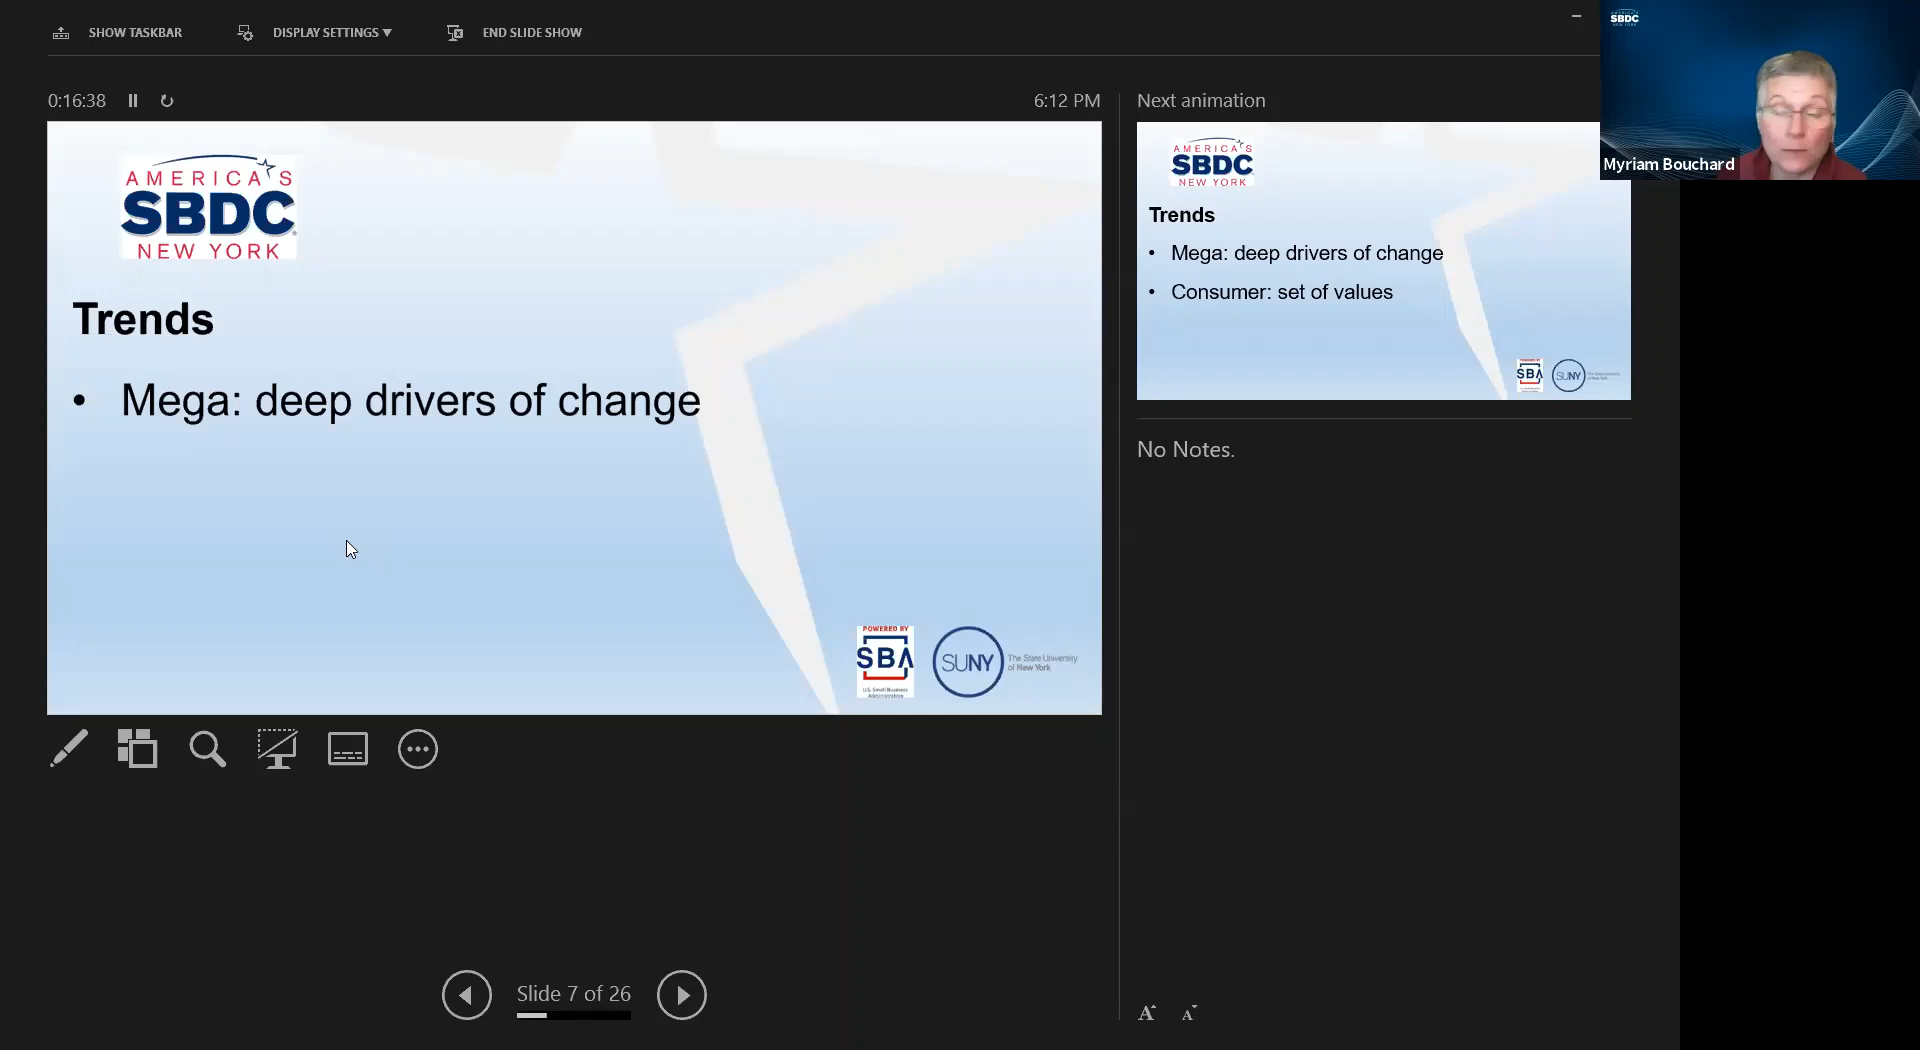 SHOW TASKBAR
DISPLAY SETTINGS ▼
END SLIDE SHOW
0:16:38
6:12 PM
AMERICA'S
SBDC
NEW YORK
Trends
• Mega: deep drivers of change
POWERED BY
SBA
U.S. Small Business
Administration
SUNY
The State University
of New York
Slide 7 of 26
Next animation
AMERICA'S
SBDC
NEW YORK
Trends
• Mega: deep drivers of change
• Consumer: set of values
SBA
SUNY
No Notes.
A
A
SBDC
Myriam Bouchard